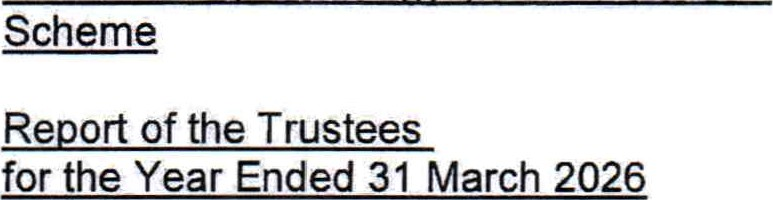 Scheme
Report of the Trustees
for the Year Ended 31 March 2026